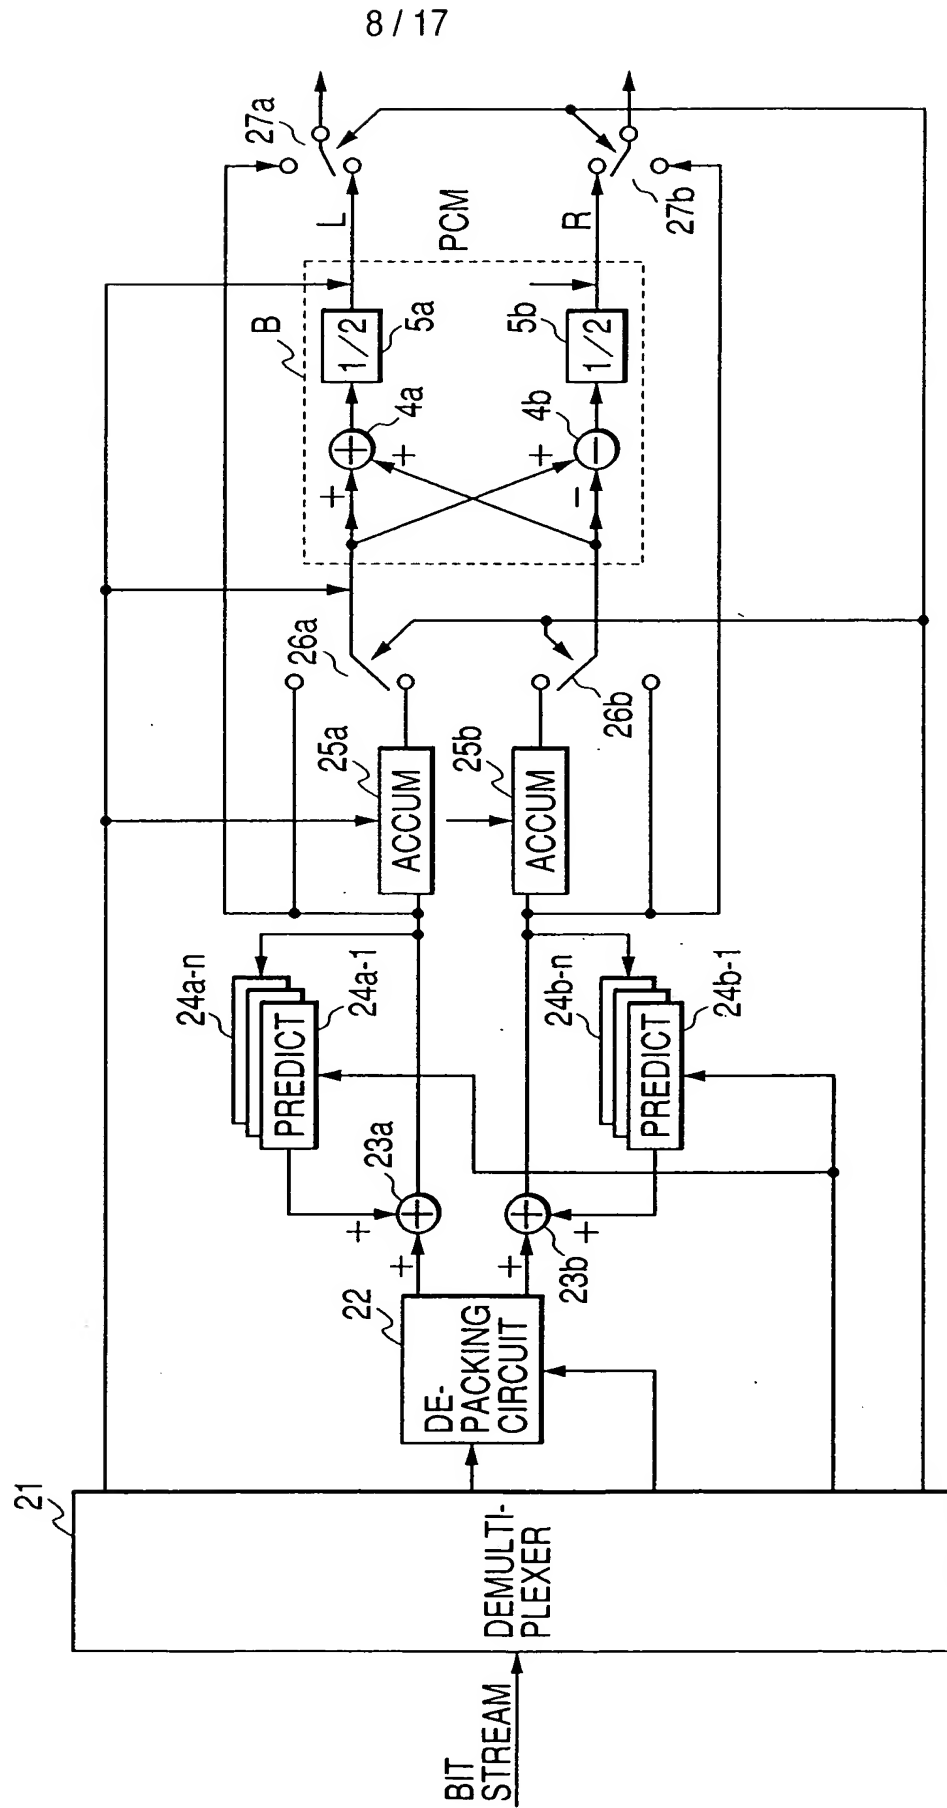 8 / 17
BIT
STREAM
21
DEMULTI-
PLEXER
22
DE-
PACKING
CIRCUIT
+
+
23a
+
23b
+
24a-n
PREDICT
24a-1
24b-n
PREDICT
24b-1
25a
ACCUM
25b
ACCUM
26a
26b
B
+
+
4a
1/2
5a
+
-
4b
1/2
5b
L
PCM
R
27a
27b